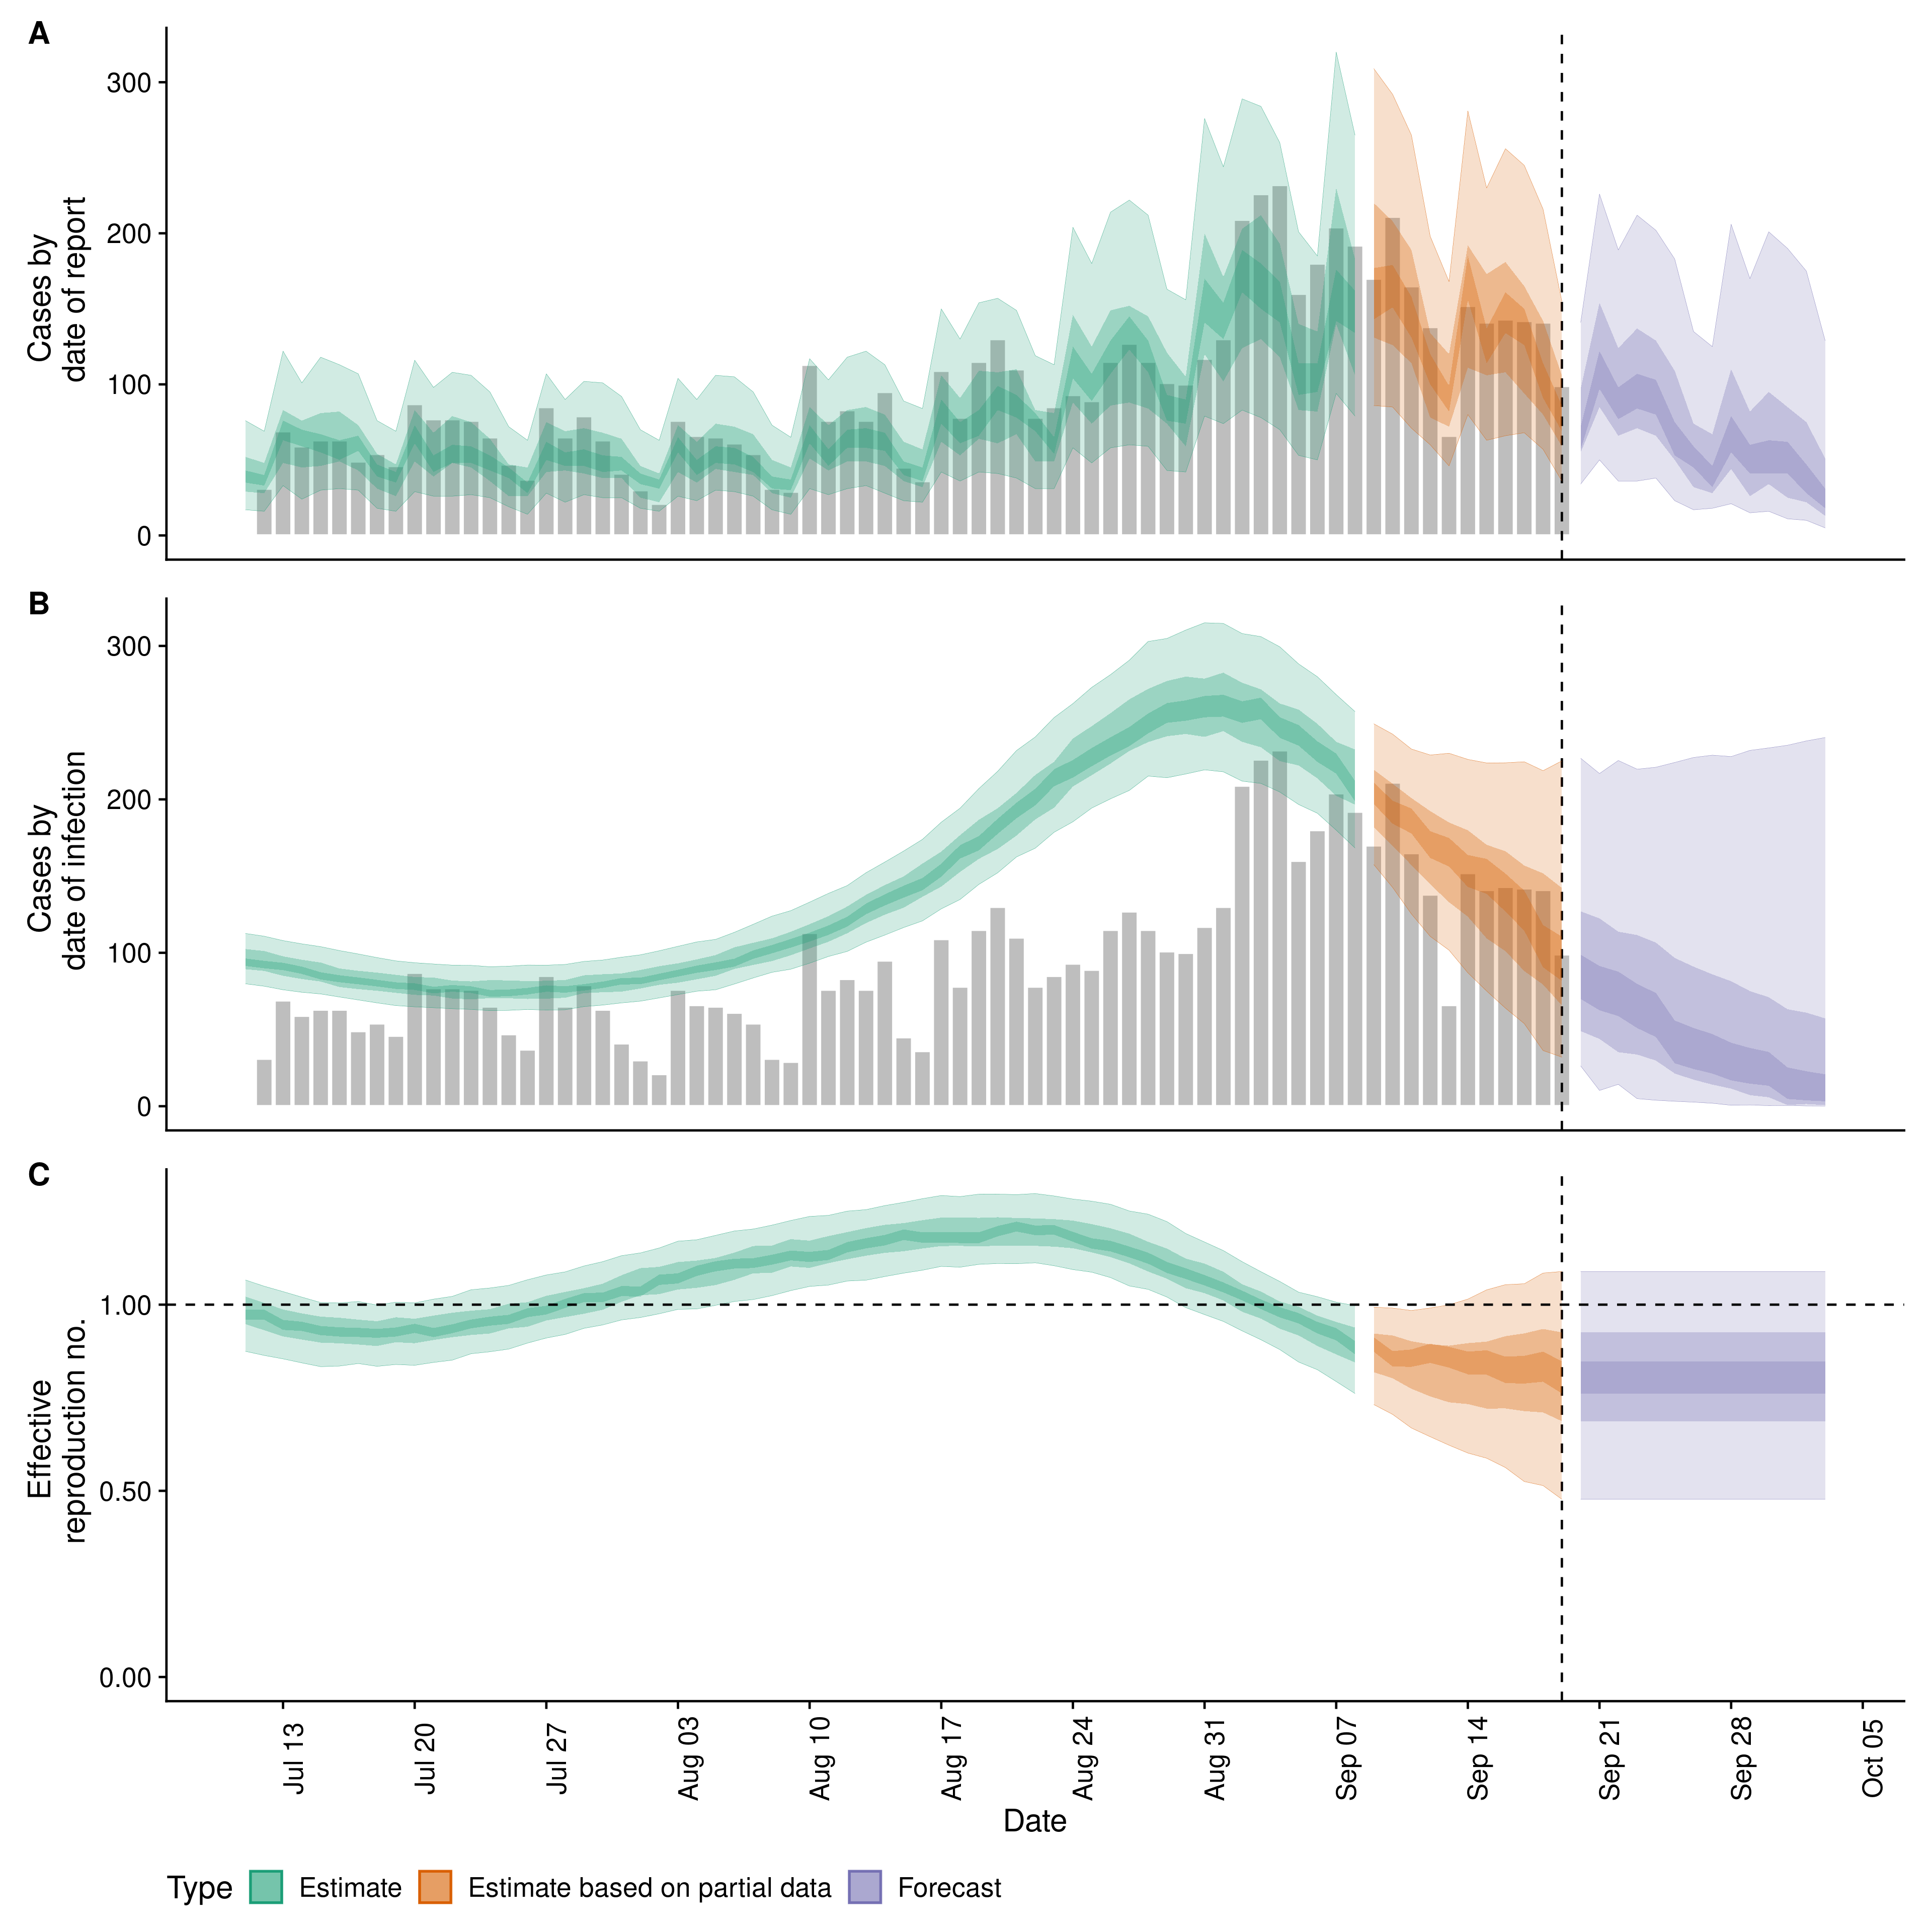 A
Cases by
date of report
300
200
100
0
B
Cases by
date of infection
300
200
100
0
C
Effective
reproduction no.
1.00
0.50
0.00
Jul 13
Jul 20
Jul 27
Aug 03
Aug 10
Aug 17
Aug 24
Aug 31
Sep 07
Sep 14
Sep 21
Sep 28
Oct 05
Date
Type Estimate Estimate based on partial data Forecast